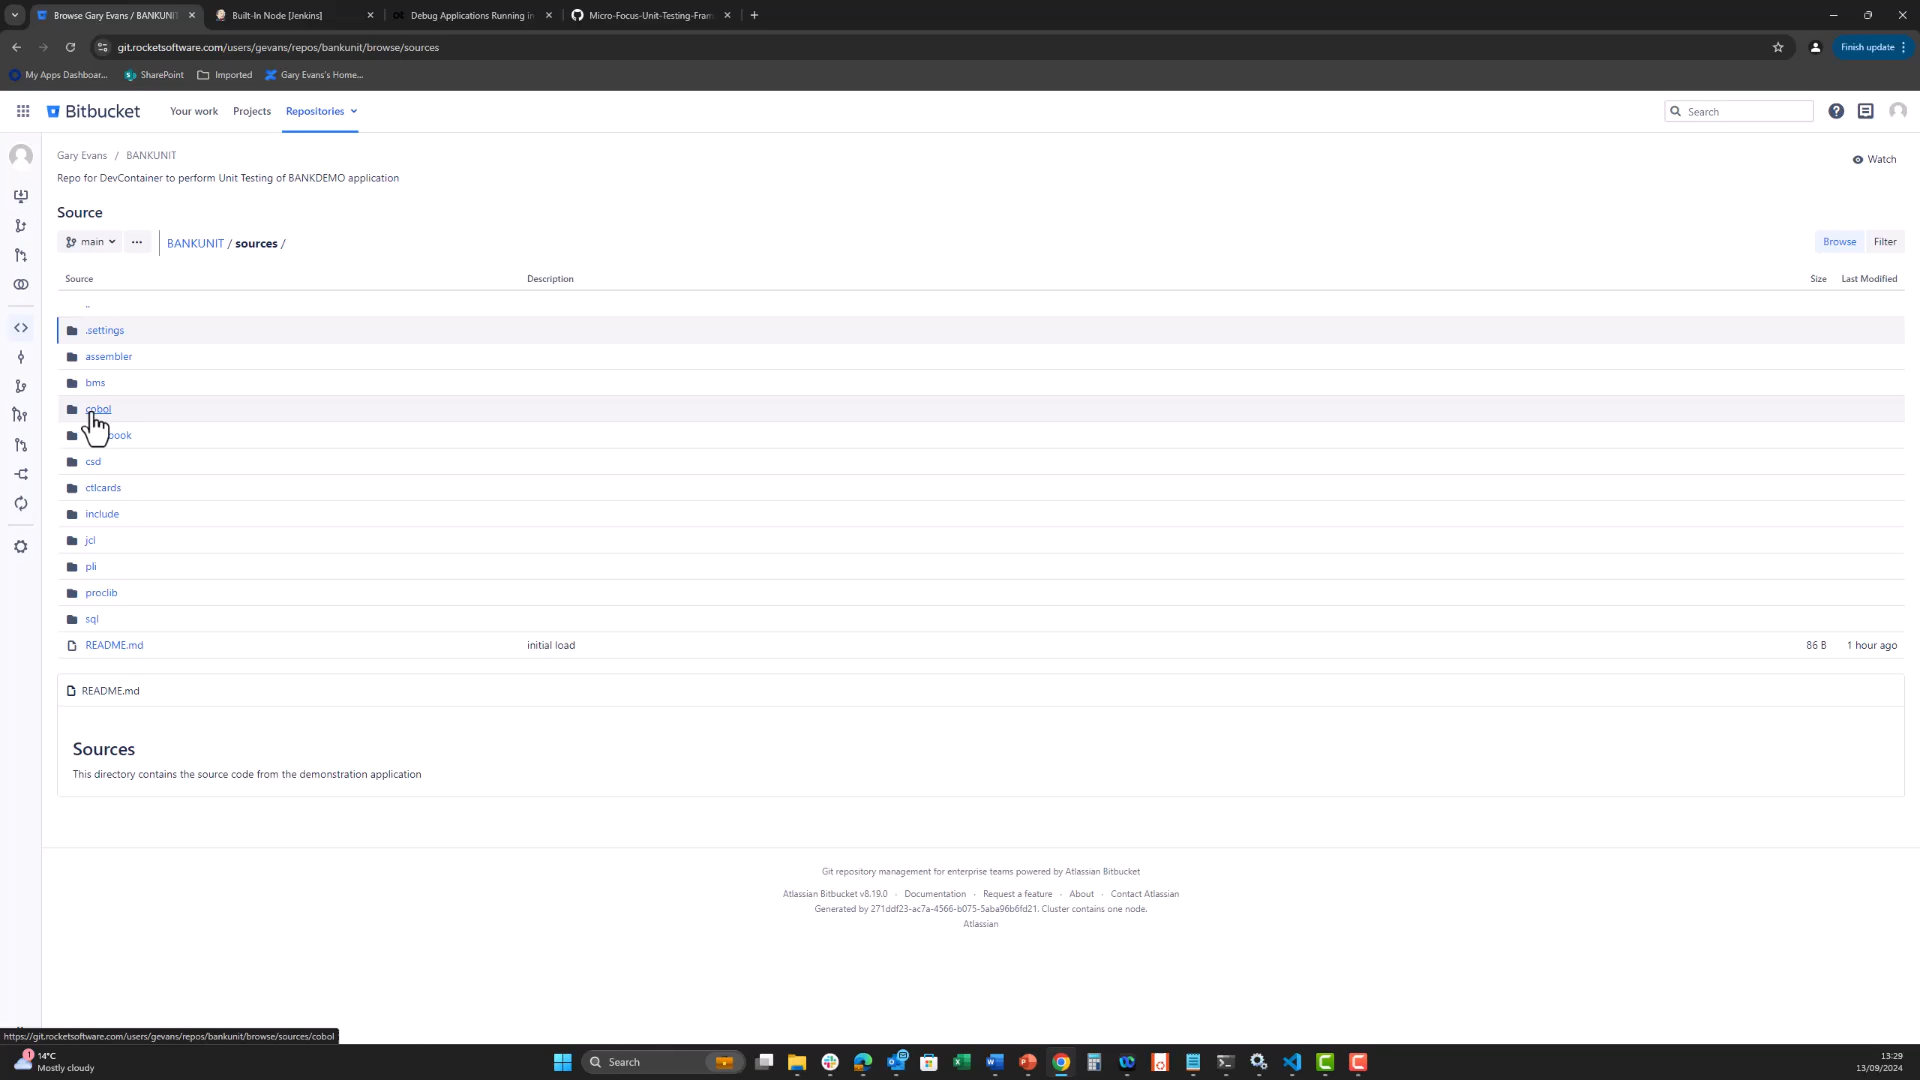 Browse Gary Evans / BANKUNIT
Built-In Node [Jenkins]
Debug Applications Running in
Micro-Focus-Unit-Testing-Fram
git.rocketsoftware.com/users/gevans/repos/bankunit/browse/sources
Finish update
My Apps Dashboar...
SharePoint
Imported
Gary Evans's Home...
Bitbucket
Your work
Projects
Repositories
Search
Gary Evans / BANKUNIT
Watch
Repo for DevContainer to perform Unit Testing of BANKDEMO application
Source
main
BANKUNIT / sources /
Browse
Filter
Source
Description
Size
Last Modified
..
.settings
assembler
bms
cobol
book
csd
ctlcards
include
jcl
pli
proclib
sql
README.md
initial load
86 B
1 hour ago
README.md
Sources
This directory contains the source code from the demonstration application
Git repository management for enterprise teams powered by Atlassian Bitbucket
Atlassian Bitbucket v8.19.0 · Documentation · Request a feature · About · Contact Atlassian
Generated by 271ddf23-ac7a-4566-b075-5aba96b6fd21. Cluster contains one node.
Atlassian
https://git.rocketsoftware.com/users/gevans/repos/bankunit/browse/sources/cobol
1
14°C
Mostly cloudy
Search
13:29
13/09/2024